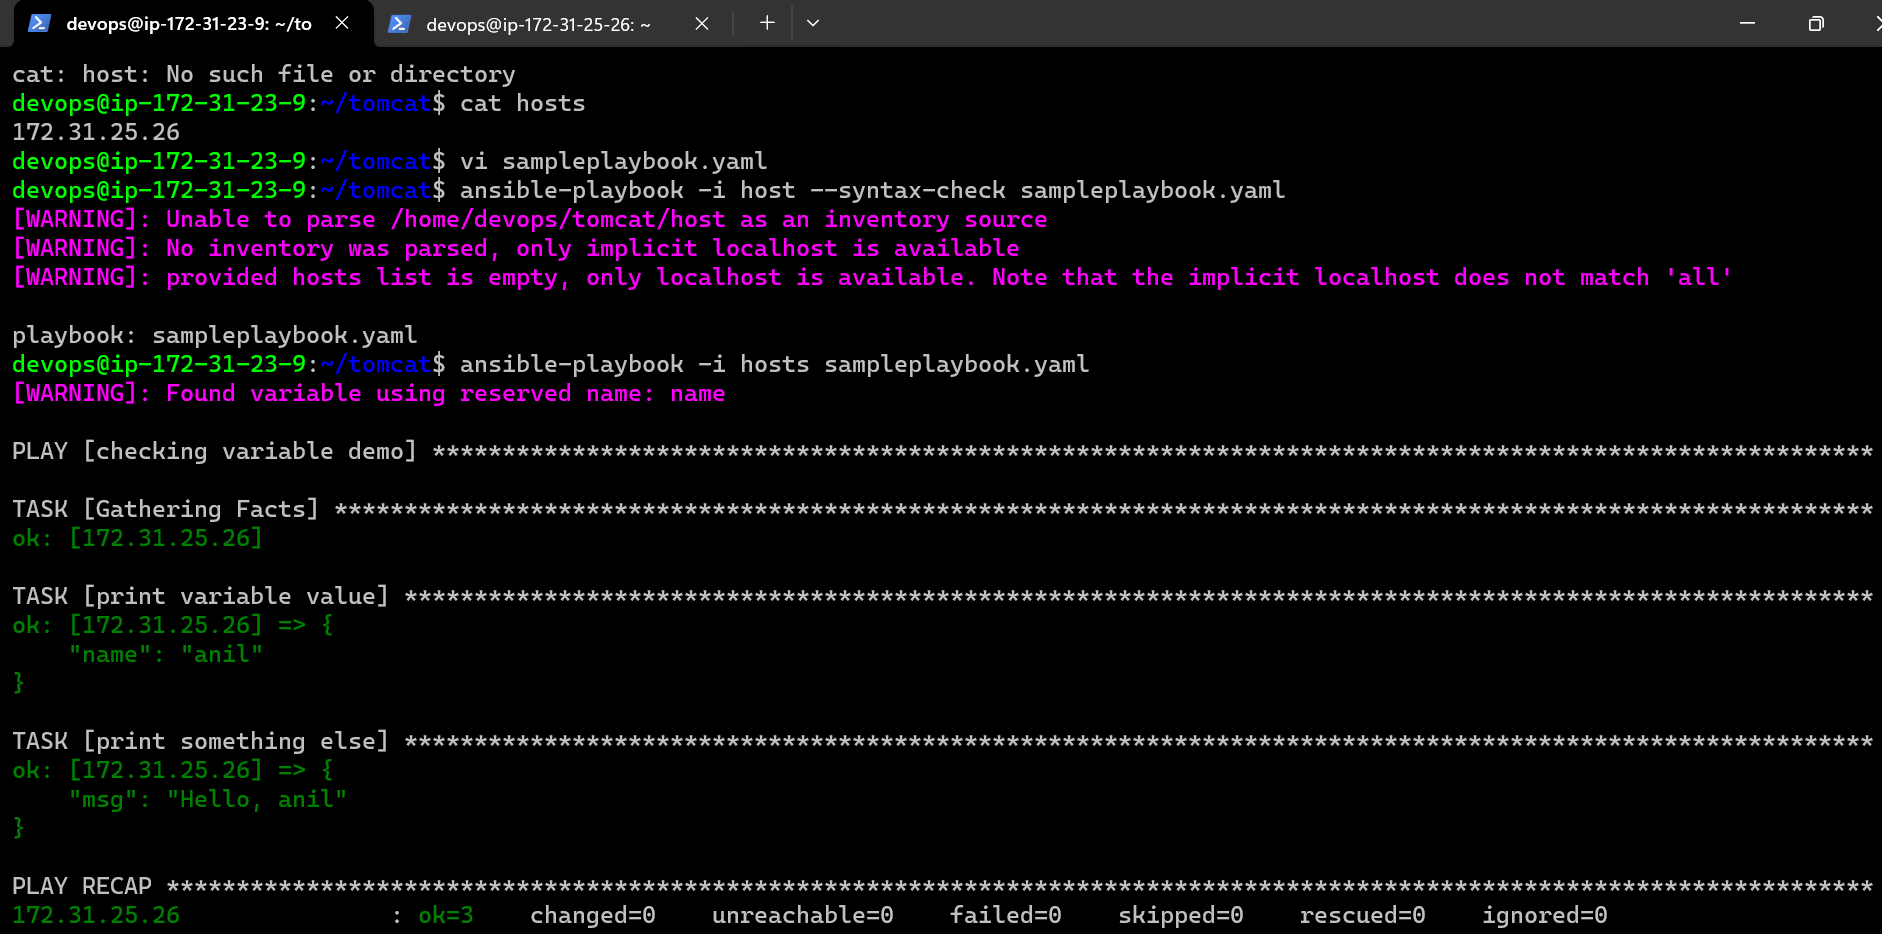 devops@ip-172-31-23-9: ~/to
devops@ip-172-31-25-26: ~
cat: host: No such file or directory
devops@ip-172-31-23-9:~/tomcat$ cat hosts
172.31.25.26
devops@ip-172-31-23-9:~/tomcat$ vi sampleplaybook.yaml
devops@ip-172-31-23-9:~/tomcat$ ansible-playbook -i host --syntax-check sampleplaybook.yaml
[WARNING]: Unable to parse /home/devops/tomcat/host as an inventory source
[WARNING]: No inventory was parsed, only implicit localhost is available
[WARNING]: provided hosts list is empty, only localhost is available. Note that the implicit localhost does not match 'all'
playbook: sampleplaybook.yaml
devops@ip-172-31-23-9:~/tomcat$ ansible-playbook -i hosts sampleplaybook.yaml
[WARNING]: Found variable using reserved name: name
PLAY [checking variable demo] *******************************************************************************************************
TASK [Gathering Facts] **************************************************************************************************************
ok: [172.31.25.26]
TASK [print variable value] *********************************************************************************************************
ok: [172.31.25.26] => {
    "name": "anil"
}
TASK [print something else] *********************************************************************************************************
ok: [172.31.25.26] => {
    "msg": "Hello, anil"
}
PLAY RECAP **************************************************************************************************************************
172.31.25.26               : ok=3    changed=0    unreachable=0    failed=0    skipped=0    rescued=0    ignored=0